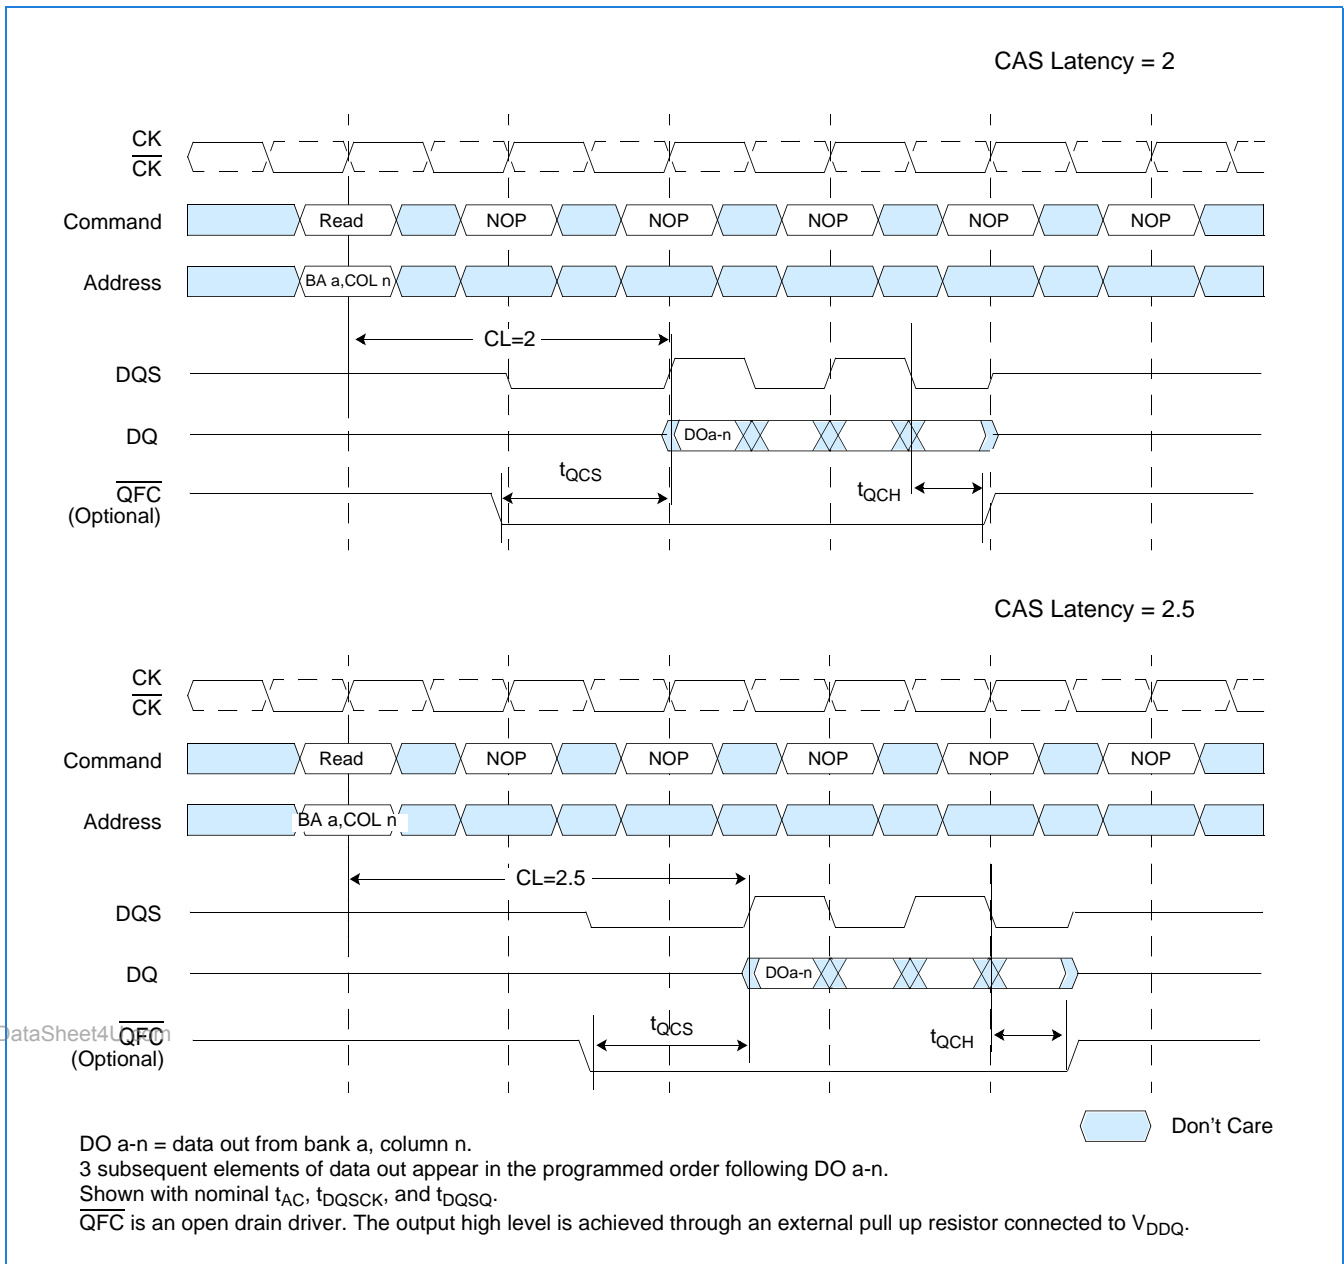 CAS Latency = 2
CK
CK
Command
Read NOP NOP NOP NOP NOP
Address
BA a,COL n
CL=2
DQS
DQ
DOa-n
tQCS
tQCH
QFC
(Optional)
CAS Latency = 2.5
CK
CK
Command
Read NOP NOP NOP NOP NOP
Address
BA a,COL n
CL=2.5
DQS
DQ
DOa-n
tQCS
tQCH
QFC
(Optional)
Don't Care
DO a-n = data out from bank a, column n.
3 subsequent elements of data out appear in the programmed order following DO a-n.
Shown with nominal tAC, tDQSCK, and tDQSQ.
QFC is an open drain driver. The output high level is achieved through an external pull up resistor connected to VDDQ.